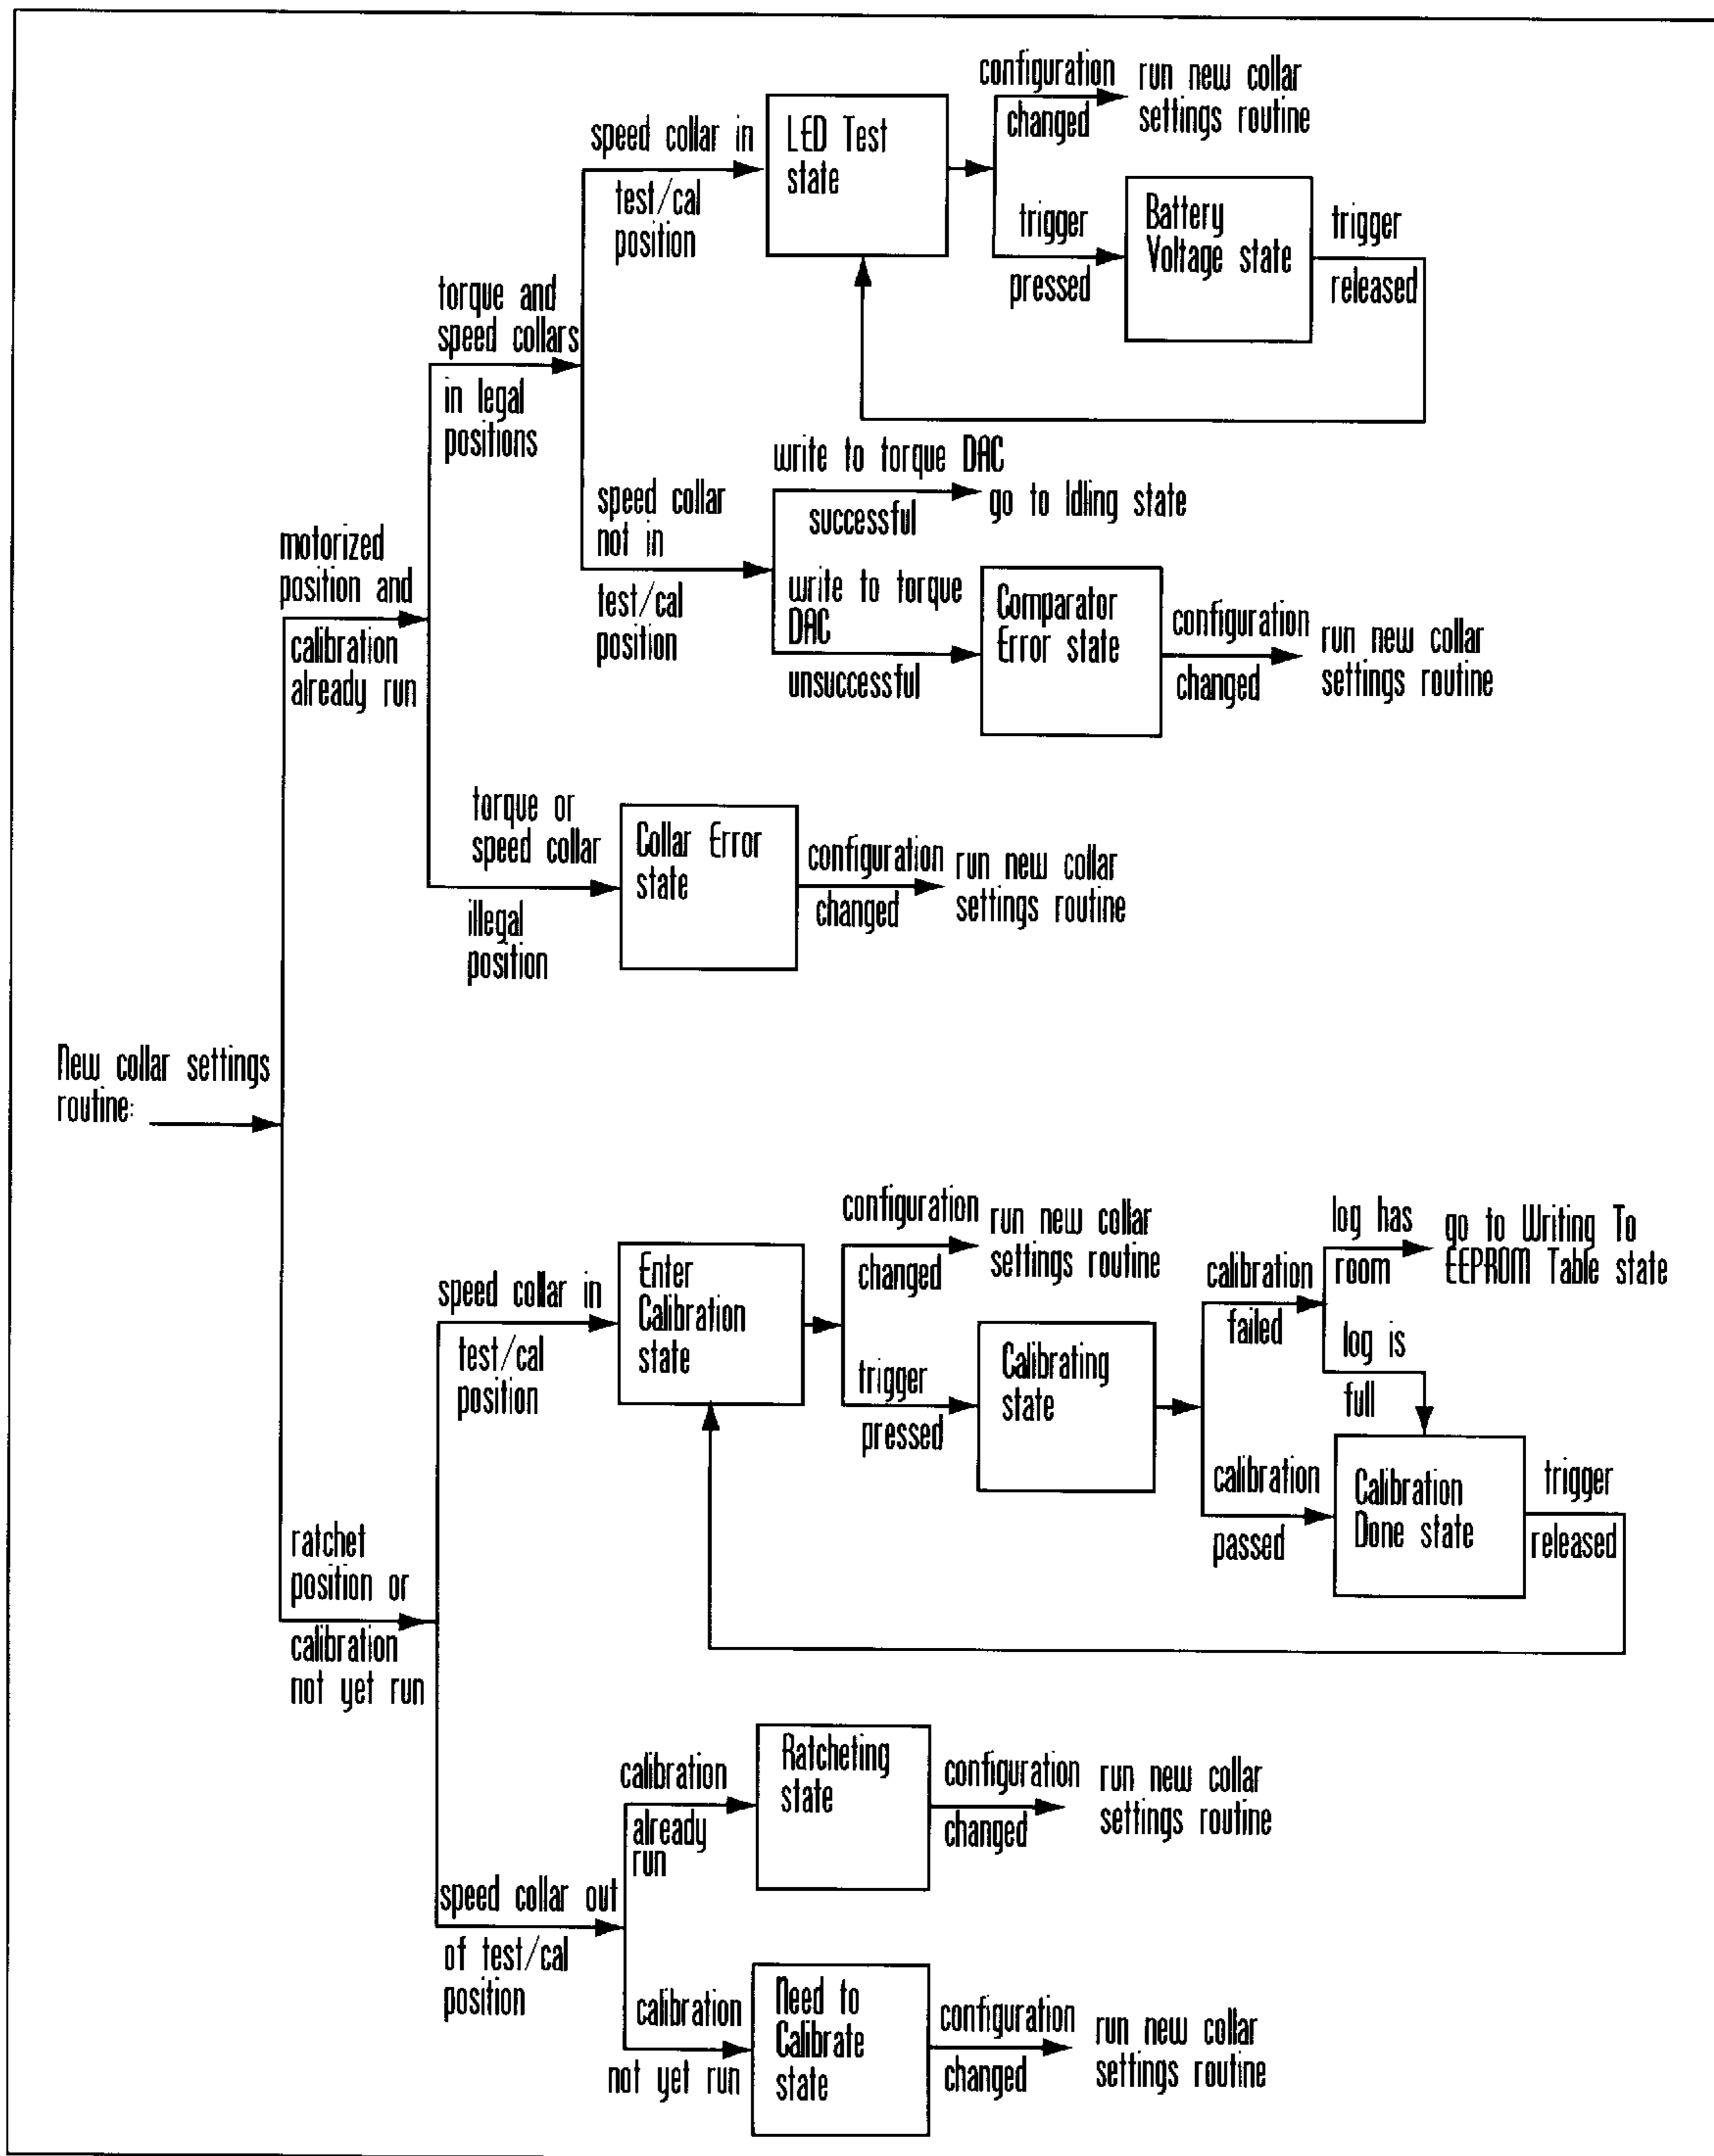 configuration
changed
run new collar
settings routine
speed collar in
test/cal
position
LED Test
state
trigger
pressed
Battery
Voltage state
trigger
released
torque and
speed collars
in legal
positions
write to torque DAC
successful
go to Idling state
speed collar
not in
test/cal
position
write to torque
DAC
unsuccessful
Comparator
Error state
configuration
changed
run new collar
settings routine
motorized
position and
calibration
already run
torque or
speed collar
illegal
position
Collar Error
state
configuration
changed
run new collar
settings routine
New collar settings
routine:
configuration
changed
run new collar
settings routine
log has
room
go to Writing To
EEPROM Table state
speed collar in
test/cal
position
Enter
Calibration
state
trigger
pressed
Calibrating
state
calibration
failed
log is
full
calibration
passed
Calibration
Done state
trigger
released
ratchet
position or
calibration
not yet run
calibration
already
run
Ratcheting
state
configuration
changed
run new collar
settings routine
speed collar out
of test/cal
position
calibration
not yet run
Need to
Calibrate
state
configuration
changed
run new collar
settings routine